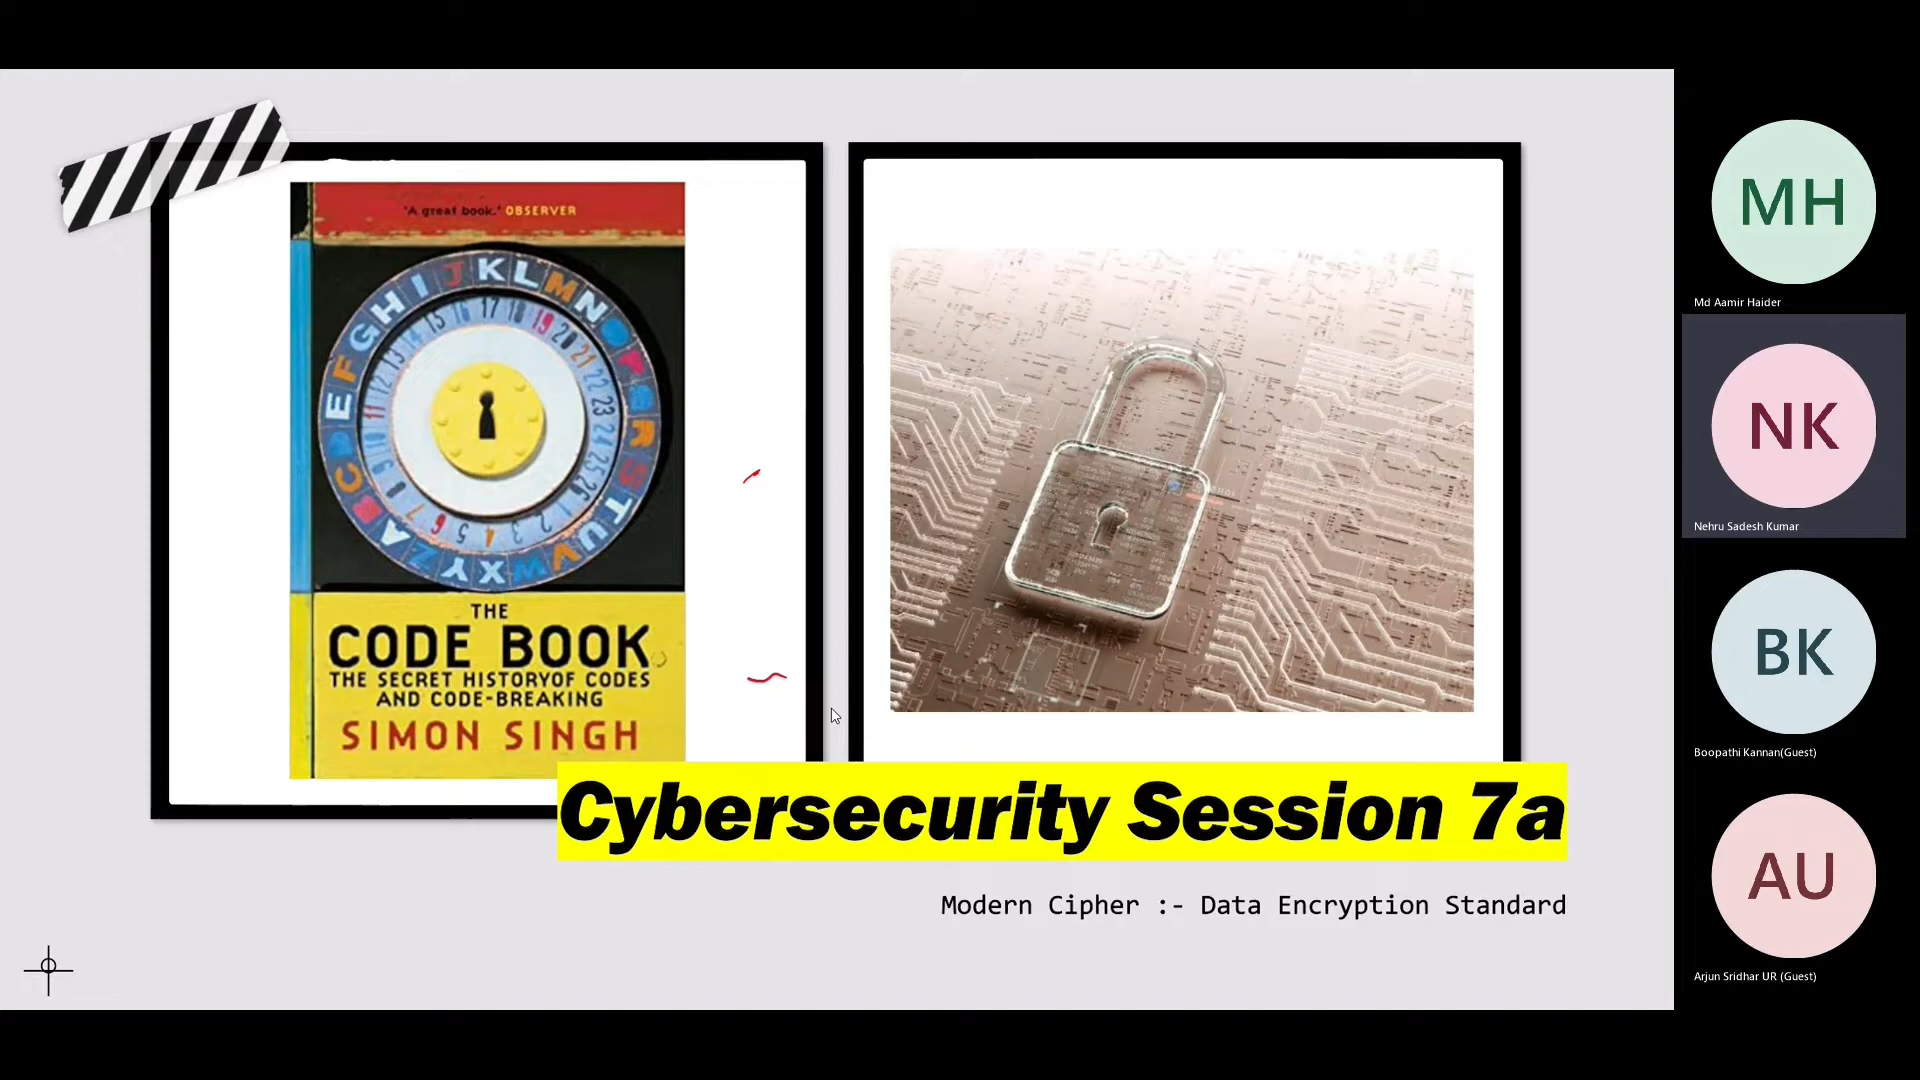 'A great book.' OBSERVER
THE
CODE BOOK
THE SECRET HISTORYOF CODES
AND CODE-BREAKING
SIMON SINGH
Cybersecurity Session 7a
Modern Cipher :- Data Encryption Standard
MH
Md Aamir Haider
NK
Nehru Sadesh Kumar
BK
Boopathi Kannan(Guest)
AU
Arjun Sridhar UR (Guest)